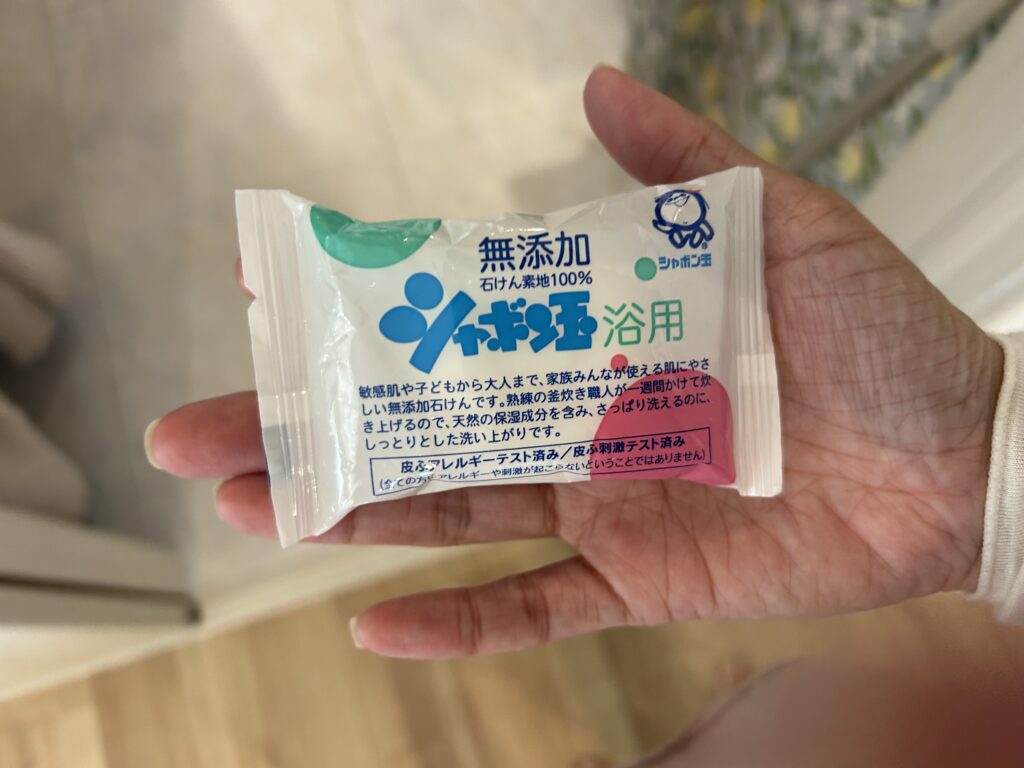 無添加
石けん素地100%
シャボン玉 浴用
シャボン玉
敏感肌や子どもから大人まで、家族みんなが使える肌にやさ
しい無添加石けんです。熟練の釜炊き職人が一週間かけて炊
き上げるので、天然の保湿成分を含み、さっぱり洗えるのに、
しっとりとした洗い上がりです。
皮ふアレルギーテスト済み/皮ふ刺激テスト済み
(全ての方にアレルギーや刺激が起こらないということではありません)